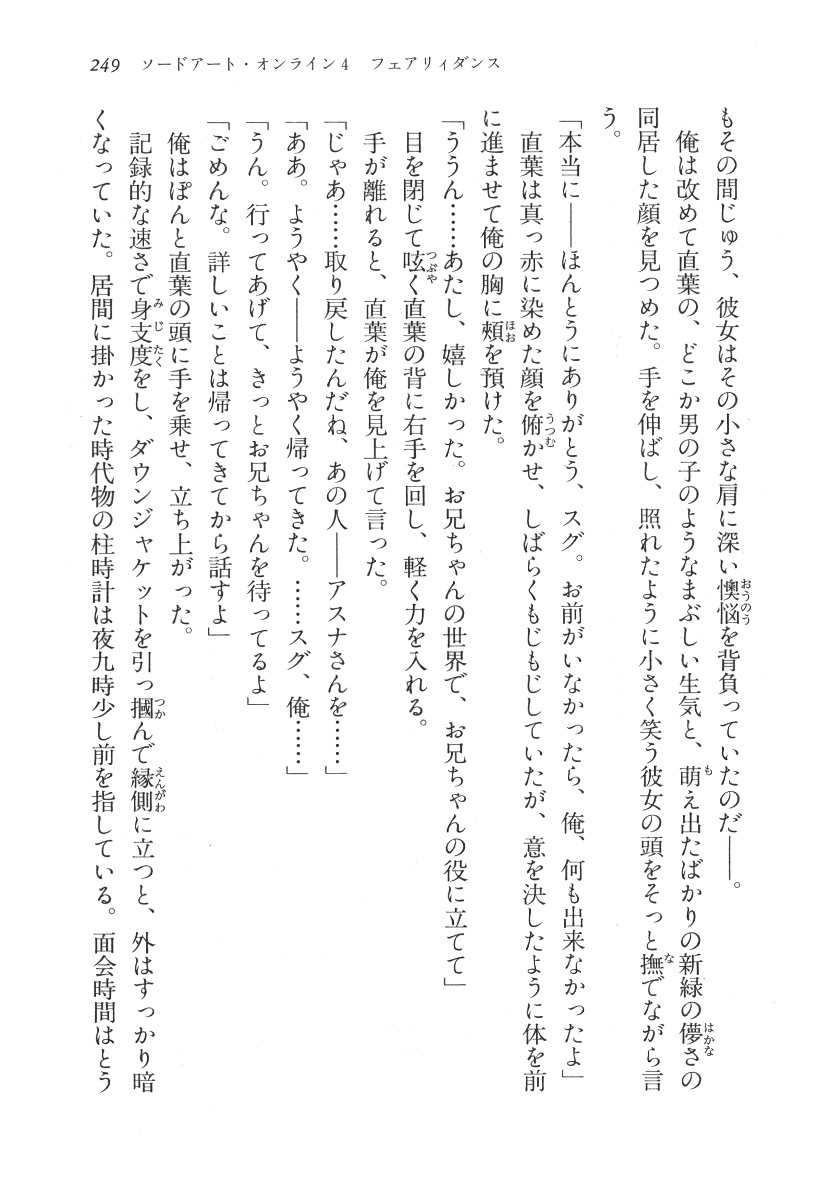 249　ソードアート・オンライン4　フェアリィダンス
もその間じゅう、彼女はその小さな肩に深い懊悩を背負っていたのだ――。
　俺は改めて直葉の、どこか男の子のようなまぶしい生気と、萌え出たばかりの新緑の儚さの
同居した顔を見つめた。手を伸ばし、照れたように小さく笑う彼女の頭をそっと撫でながら言
う。
「本当に――ほんとうにありがとう、スグ。お前がいなかったら、俺、何も出来なかったよ」
　直葉は真っ赤に染めた顔を俯かせ、しばらくもじもじしていたが、意を決したように体を前
に進ませて俺の胸に頰を預けた。
「ううん……あたし、嬉しかった。お兄ちゃんの世界で、お兄ちゃんの役に立てて」
　目を閉じて呟く直葉の背に右手を回し、軽く力を入れる。
　手が離れると、直葉が俺を見上げて言った。
「じゃあ……取り戻したんだね、あの人――アスナさんを……」
「ああ。ようやく――ようやく帰ってきた。……スグ、俺……」
「うん。行ってあげて、きっとお兄ちゃんを待ってるよ」
「ごめんな。詳しいことは帰ってきてから話すよ」
　俺はぽんと直葉の頭に手を乗せ、立ち上がった。
　記録的な速さで身支度をし、ダウンジャケットを引っ摑んで縁側に立つと、外はすっかり暗
くなっていた。居間に掛かった時代物の柱時計は夜九時少し前を指している。面会時間はとう